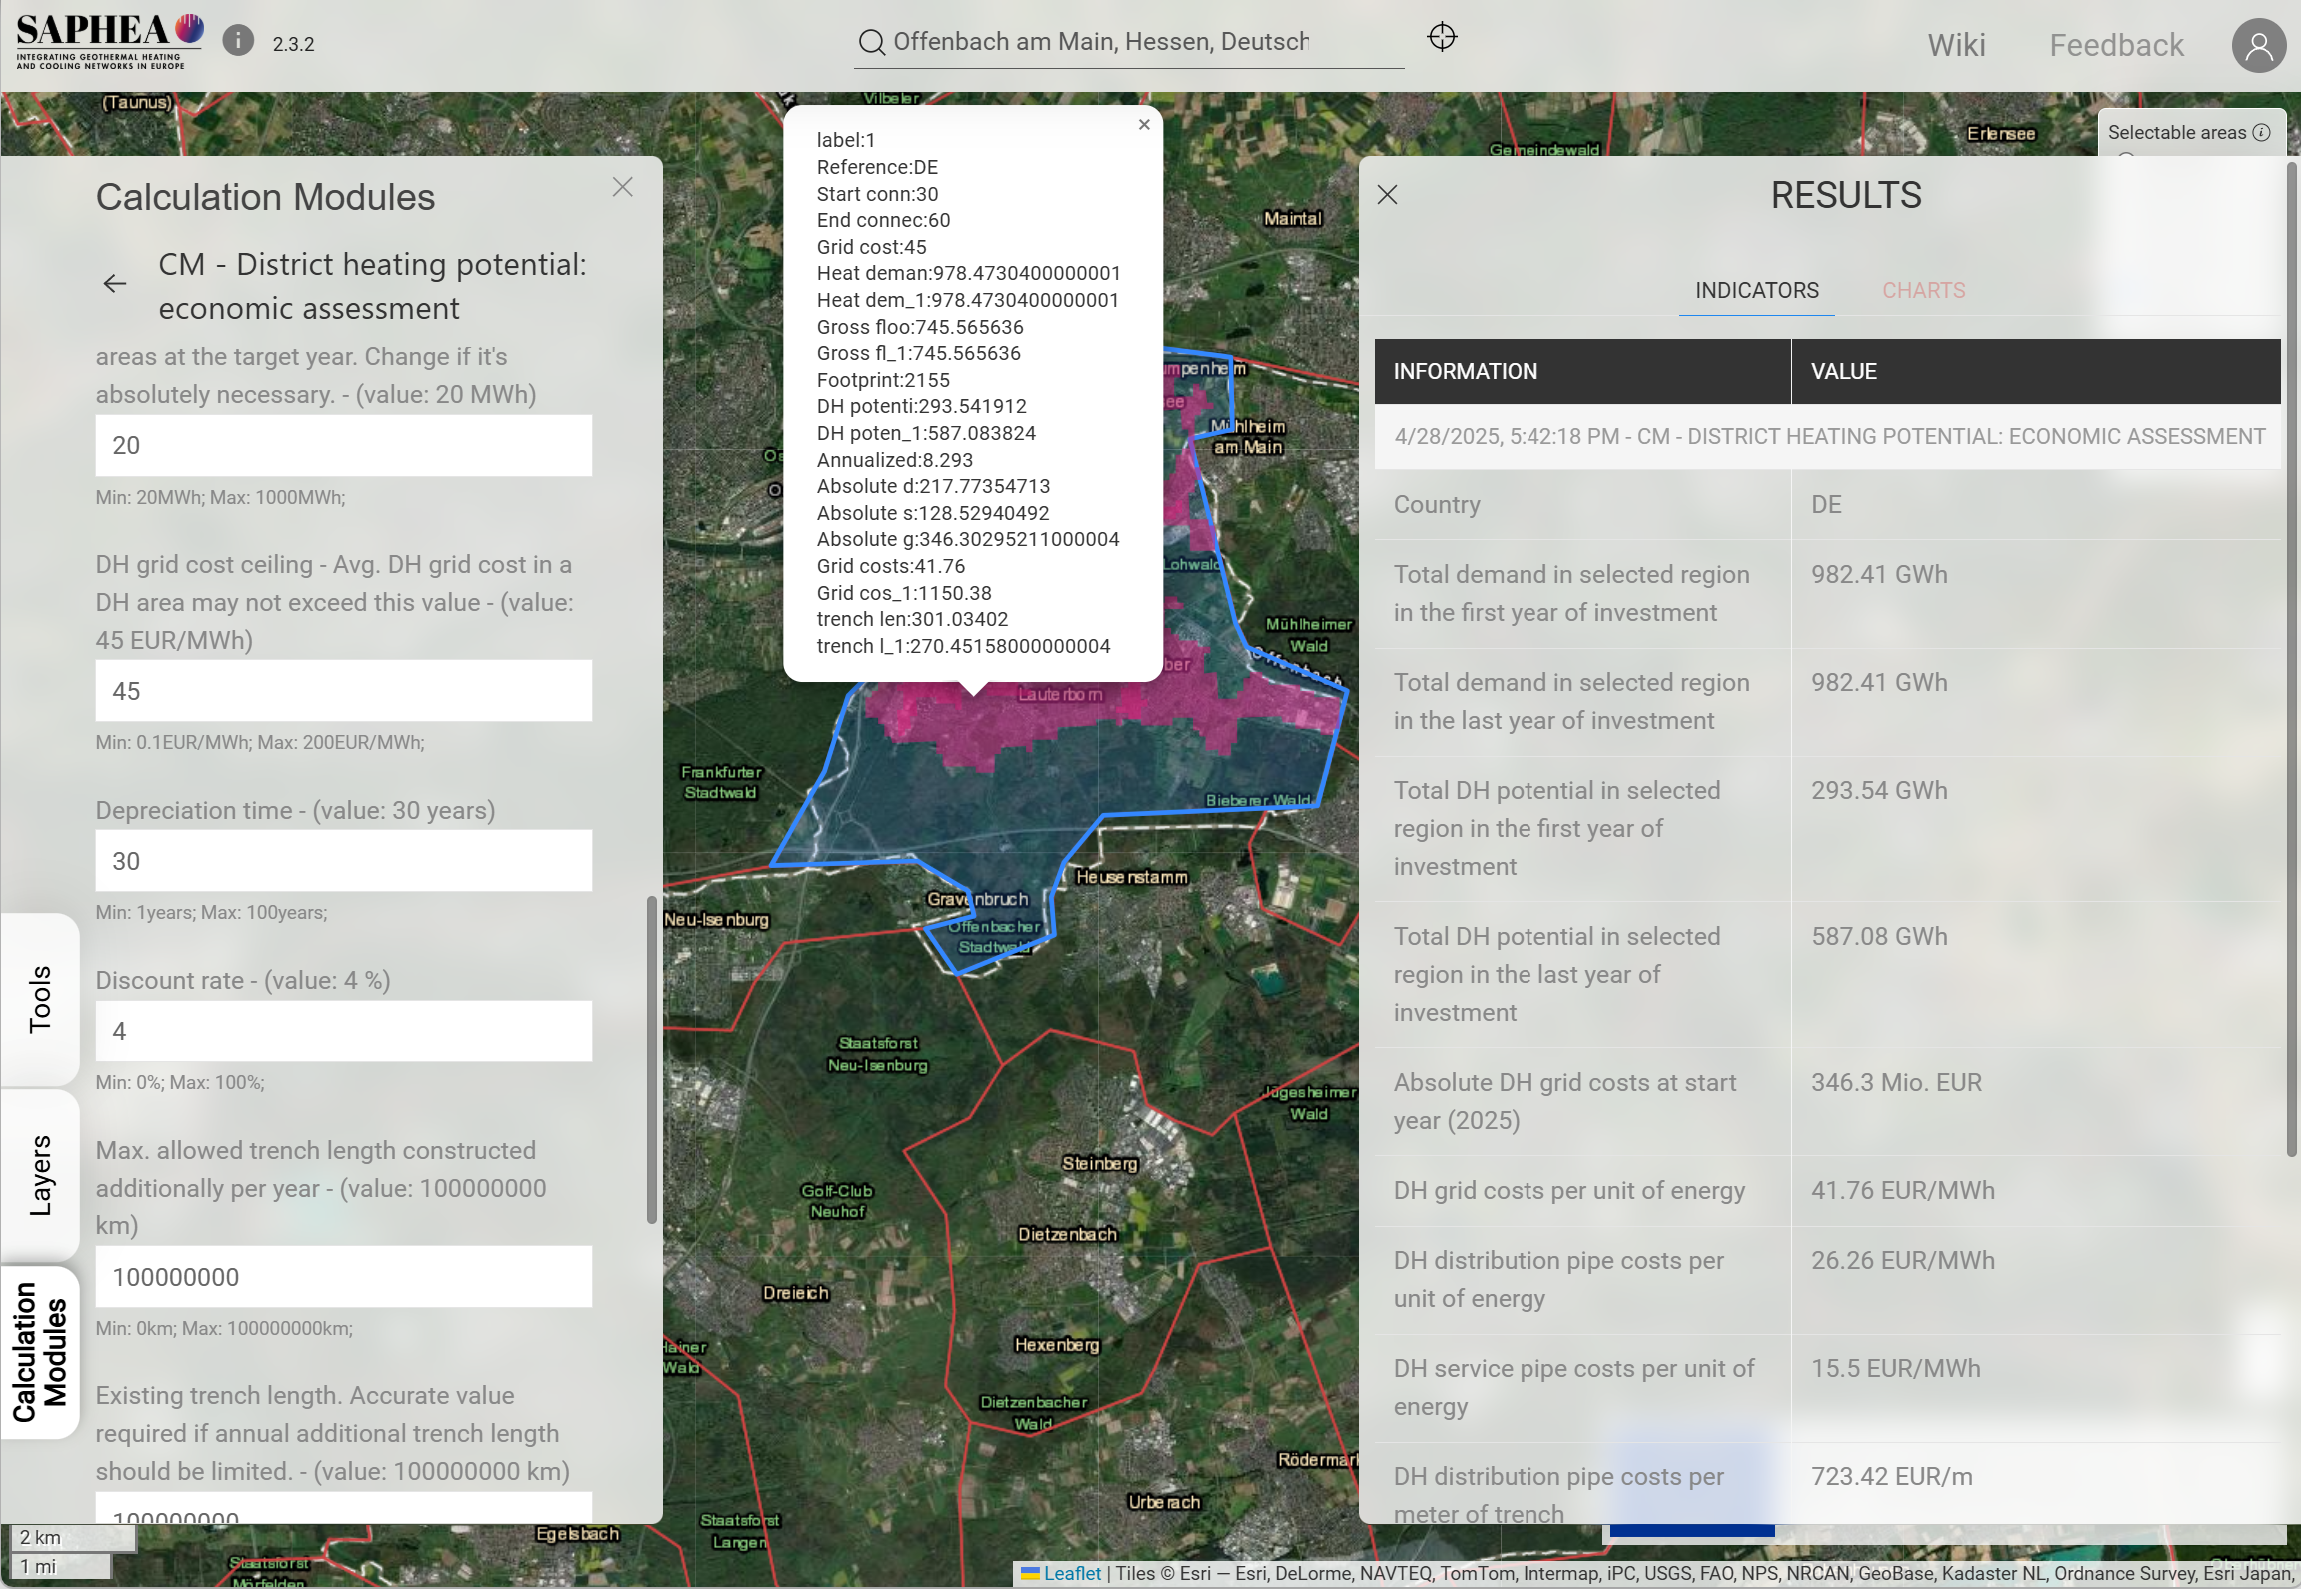 SAPHEA
INTEGRATING GEOTHERMAL HEATING
AND COOLING NETWORKS IN EUROPE
i
2.3.2
Offenbach am Main, Hessen, Deutsch
Wiki
Feedback
(Taunus)
Vilbeler
Gemeindewald
Erlensee
Selectable areas
Calculation Modules
CM - District heating potential:
economic assessment
areas at the target year. Change if it's
absolutely necessary. - (value: 20 MWh)
20
Min: 20MWh; Max: 1000MWh;
DH grid cost ceiling - Avg. DH grid cost in a
DH area may not exceed this value - (value:
45 EUR/MWh)
45
Min: 0.1EUR/MWh; Max: 200EUR/MWh;
Depreciation time - (value: 30 years)
30
Min: 1years; Max: 100years;
Discount rate - (value: 4 %)
4
Min: 0%; Max: 100%;
Max. allowed trench length constructed
additionally per year - (value: 100000000
km)
100000000
Min: 0km; Max: 100000000km;
Existing trench length. Accurate value
required if annual additional trench length
should be limited. - (value: 100000000 km)
100000000
Tools
Layers
Calculation
Modules
2 km
1 mi
label:1
Reference:DE
Start conn:30
End connec:60
Grid cost:45
Heat deman:978.4730400000001
Heat dem_1:978.4730400000001
Gross floo:745.565636
Gross fl_1:745.565636
Footprint:2155
DH potenti:293.541912
DH poten_1:587.083824
Annualized:8.293
Absolute d:217.77354713
Absolute s:128.52940492
Absolute g:346.30295211000004
Grid costs:41.76
Grid cos_1:1150.38
trench len:301.03402
trench l_1:270.45158000000004
Maintal
Mühlheim
am Main
Lohwald
Mühlheimer
Wald
Offenbach
Lauterborn
Frankfurter
Stadtwald
Bieberer Wald
Heusenstamm
Gravenbruch
Neu-Isenburg
Offenbacher
Stadtwald
Staatsforst
Neu-Isenburg
Jügesheimer
Wald
Steinberg
Golf-Club
Neuhof
Dietzenbach
Dreieich
Hexenberg
Hainer
Wald
Dietzenbacher
Wald
Rödermark
Urberach
Staatsforst
Langen
Egelsbach
Staatsforst
Mörfelden
RESULTS
INDICATORS
CHARTS
INFORMATION
VALUE
4/28/2025, 5:42:18 PM - CM - DISTRICT HEATING POTENTIAL: ECONOMIC ASSESSMENT
Country
DE
Total demand in selected region
in the first year of investment
982.41 GWh
Total demand in selected region
in the last year of investment
982.41 GWh
Total DH potential in selected
region in the first year of
investment
293.54 GWh
Total DH potential in selected
region in the last year of
investment
587.08 GWh
Absolute DH grid costs at start
year (2025)
346.3 Mio. EUR
DH grid costs per unit of energy
41.76 EUR/MWh
DH distribution pipe costs per
unit of energy
26.26 EUR/MWh
DH service pipe costs per unit of
energy
15.5 EUR/MWh
DH distribution pipe costs per
meter of trench
723.42 EUR/m
Leaflet | Tiles © Esri — Esri, DeLorme, NAVTEQ, TomTom, Intermap, iPC, USGS, FAO, NPS, NRCAN, GeoBase, Kadaster NL, Ordnance Survey, Esri Japan,